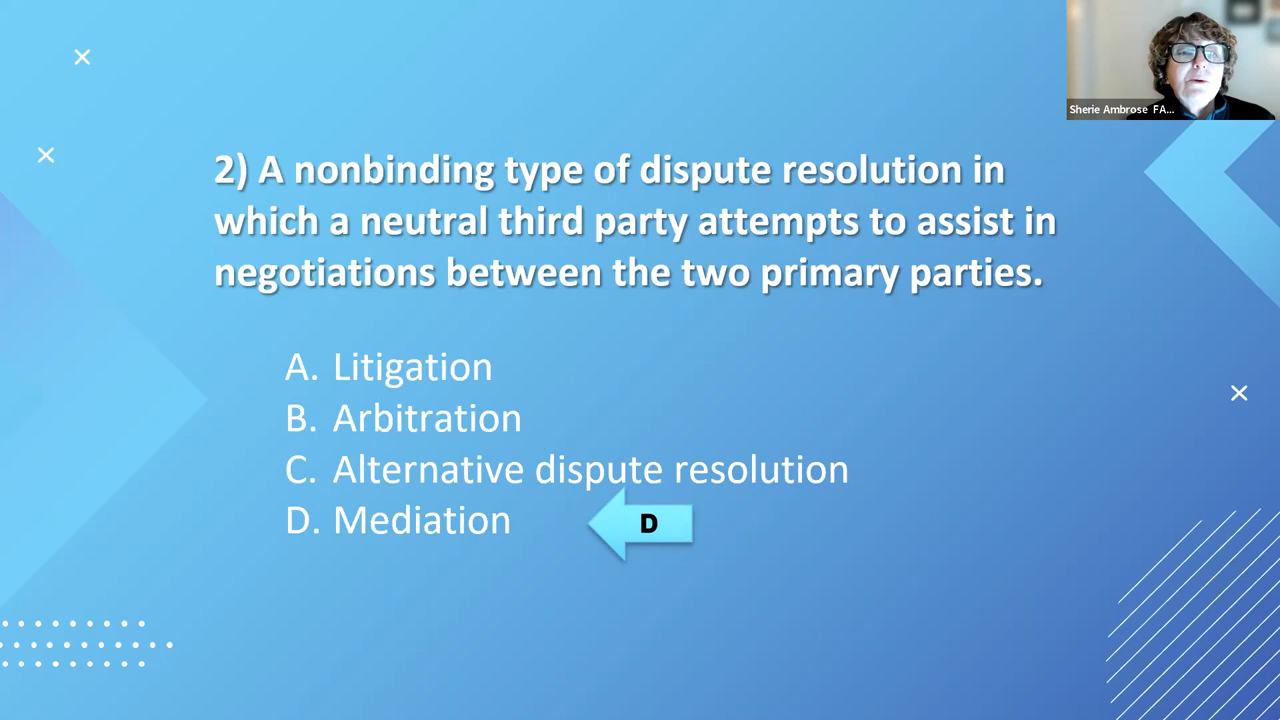 Sherie Ambrose FA...
2) A nonbinding type of dispute resolution in
which a neutral third party attempts to assist in
negotiations between the two primary parties.
A. Litigation
B. Arbitration
C. Alternative dispute resolution
D. Mediation
D